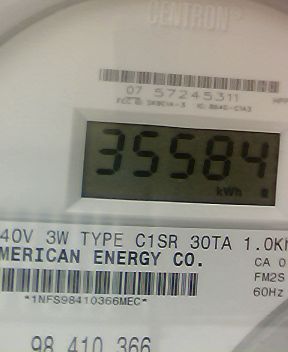 CENTRON®
07 57245311
35584
kWh
40V 3W TYPE C1SR 30TA 1.0Kh
MERICAN ENERGY CO.
CA 0
FM2S
60Hz
*1NFS98410366MEC*
98 410 366